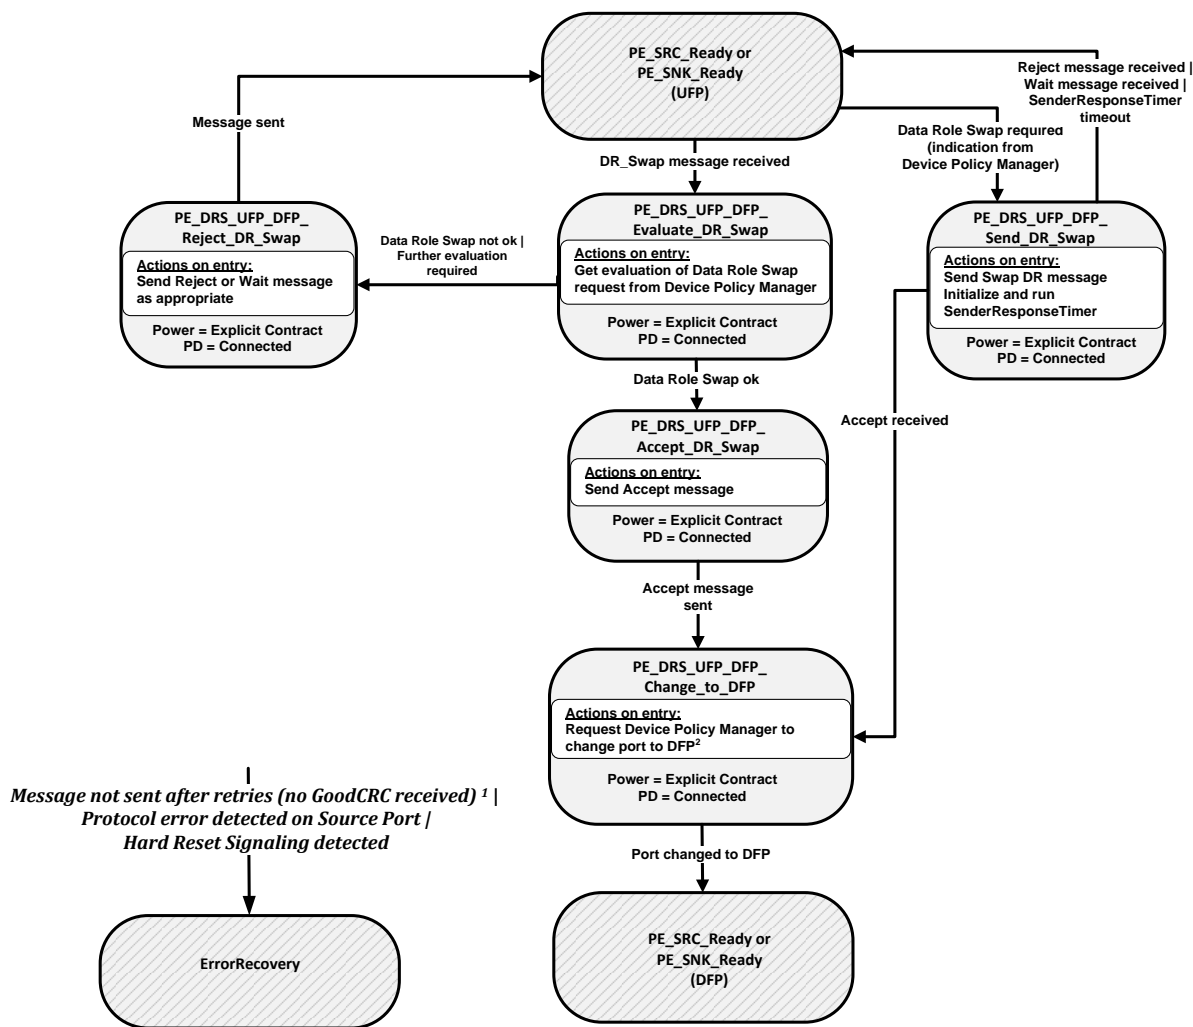 PE_SRC_Ready or
PE_SNK_Ready
(UFP)
Reject message received |
Wait message received |
SenderResponseTimer
timeout
Message sent
Data Role Swap required
(indication from
Device Policy Manager)
DR_Swap message received
PE_DRS_UFP_DFP_
Reject_DR_Swap
Actions on entry:
Send Reject or Wait message
as appropriate
Power = Explicit Contract
PD = Connected
Data Role Swap not ok |
Further evaluation
required
PE_DRS_UFP_DFP_
Evaluate_DR_Swap
Actions on entry:
Get evaluation of Data Role Swap
request from Device Policy Manager
Power = Explicit Contract
PD = Connected
PE_DRS_UFP_DFP_
Send_DR_Swap
Actions on entry:
Send Swap DR message
Initialize and run
SenderResponseTimer
Power = Explicit Contract
PD = Connected
Data Role Swap ok
Accept received
PE_DRS_UFP_DFP_
Accept_DR_Swap
Actions on entry:
Send Accept message
Power = Explicit Contract
PD = Connected
Accept message
sent
PE_DRS_UFP_DFP_
Change_to_DFP
Actions on entry:
Request Device Policy Manager to
change port to DFP²
Power = Explicit Contract
PD = Connected
Message not sent after retries (no GoodCRC received) ¹ |
Protocol error detected on Source Port |
Hard Reset Signaling detected
Port changed to DFP
ErrorRecovery
PE_SRC_Ready or
PE_SNK_Ready
(DFP)